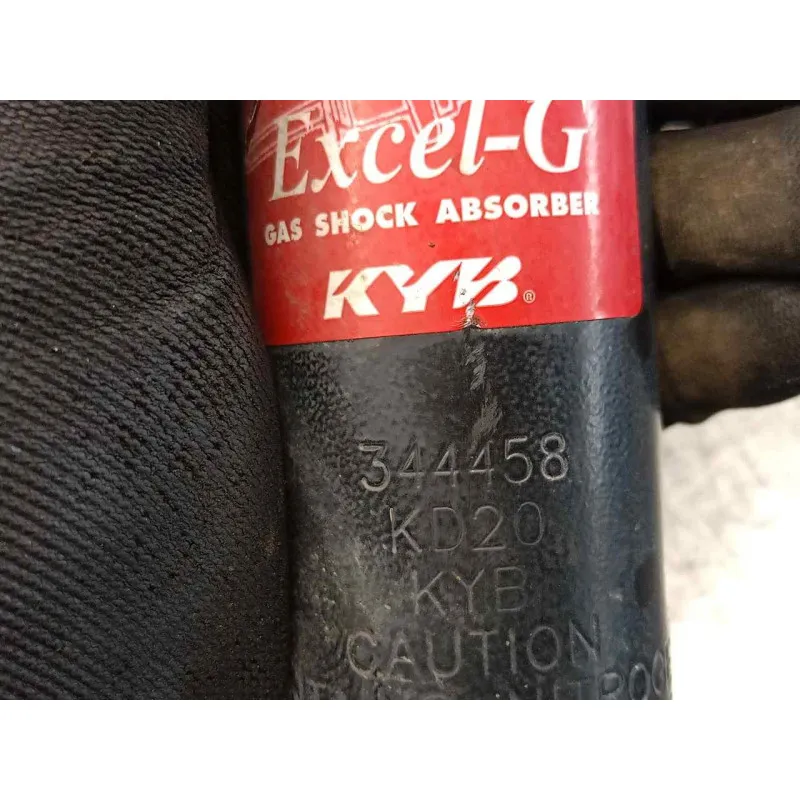 Excel-G
GAS SHOCK ABSORBER
KYB®
344458
KD20
KYB
CAUTION